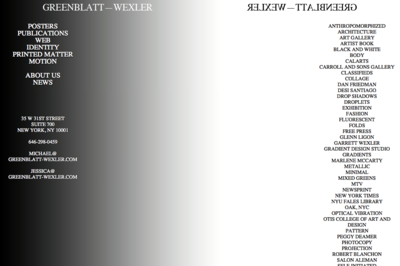 GREENBLATT—WEXLER
POSTERS
PUBLICATIONS
WEB
IDENTITY
PRINTED MATTER
MOTION
ABOUT US
NEWS
35 W 31ST STREET
SUITE 700
NEW YORK, NY 10001
646-298-0459
MICHAEL@
GREENBLATT-WEXLER.COM
JESSICA@
GREENBLATT-WEXLER.COM
GREENBLATT—WEXLER
ANTHROPOMORPHIZED
ARCHITECTURE
ART GALLERY
ARTIST BOOK
BLACK AND WHITE
BODY
CALARTS
CARROLL AND SONS GALLERY
CLASSIFIEDS
COLLAGE
DAN FRIEDMAN
DESI SANTIAGO
DROP SHADOWS
DROPLETS
EXHIBITION
FASHION
FLUORESCENT
FOLDS
FREE PRESS
GLENN LIGON
GARRETT WEXLER
GRADIENT DESIGN STUDIO
GRADIENTS
MARLENE MCCARTY
METALLIC
MINIMAL
MIXED GREENS
MTV
NEWSPRINT
NEW YORK TIMES
NYU FALES LIBRARY
OAK, NYC
OPTICAL VIBRATION
OTIS COLLEGE OF ART AND
DESIGN
PATTERN
PEGGY DEAMER
PHOTOCOPY
PROJECTION
ROBERT BLANCHON
SALON ALEMAN
SELF-INITIATED